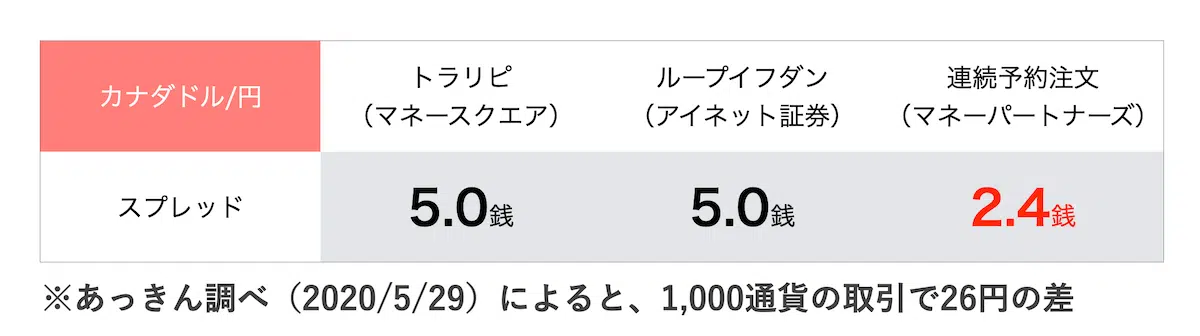 カナダドル/円
トラリピ
（マネースクエア）
ループイフダン
（アイネット証券）
連続予約注文
（マネーパートナーズ）
スプレッド
5.0銭
5.0銭
2.4銭
※あっきん調べ（2020/5/29）によると、1,000通貨の取引で26円の差